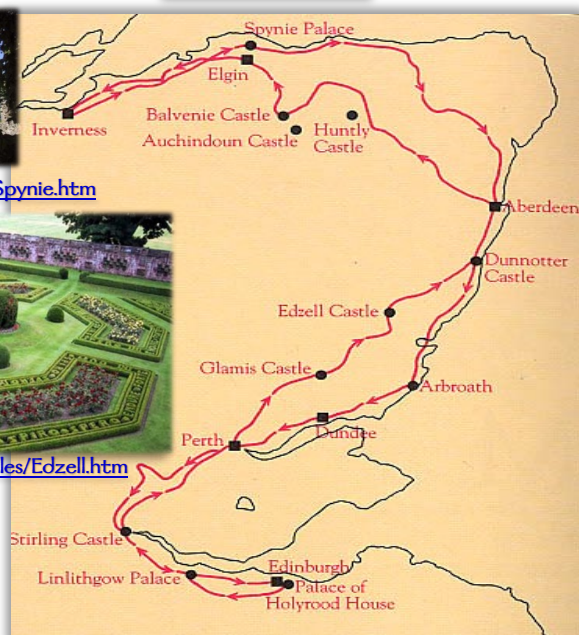 Spynie Palace
Elgin
Inverness
Balvenie Castle
Auchindoun Castle
Huntly
Castle
Spynie.htm
Aberdeen
Dunnotter
Castle
Edzell Castle
Glamis Castle
Arbroath
Dundee
Perth
les/Edzell.htm
Stirling Castle
Linlithgow Palace
Edinburgh
Palace of
Holyrood House